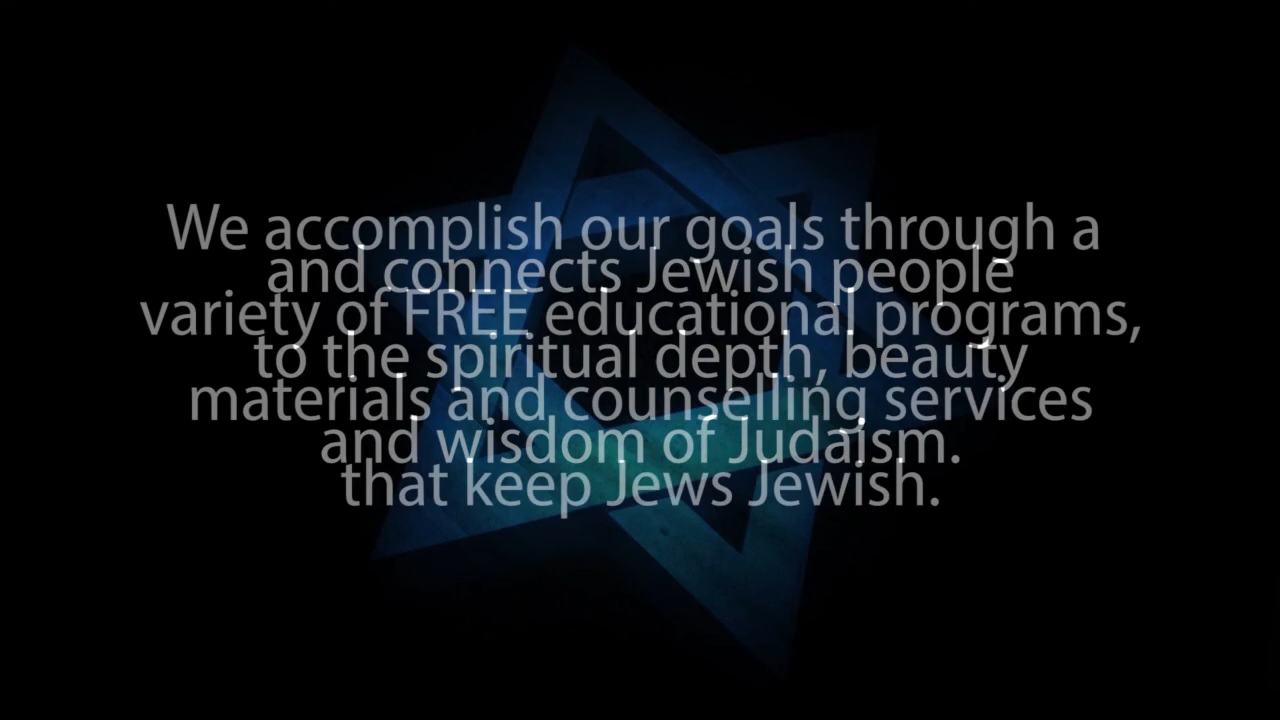 We accomplish our goals through a
and connects Jewish people
variety of FREE educational programs,
to the spiritual depth, beauty
materials and counselling services
and wisdom of Judaism.
that keep Jews Jewish.